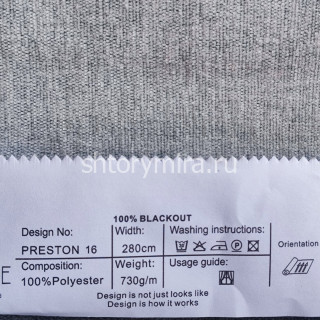 shtorymira.ru
100% BLACKOUT
Design No: Width: Washing instructions:
PRESTON 16 280cm
Orientation
Composition: Weight: Usage guide:
100%Polyester 730g/m
E
e
Design is not just looks like
Design is how it works